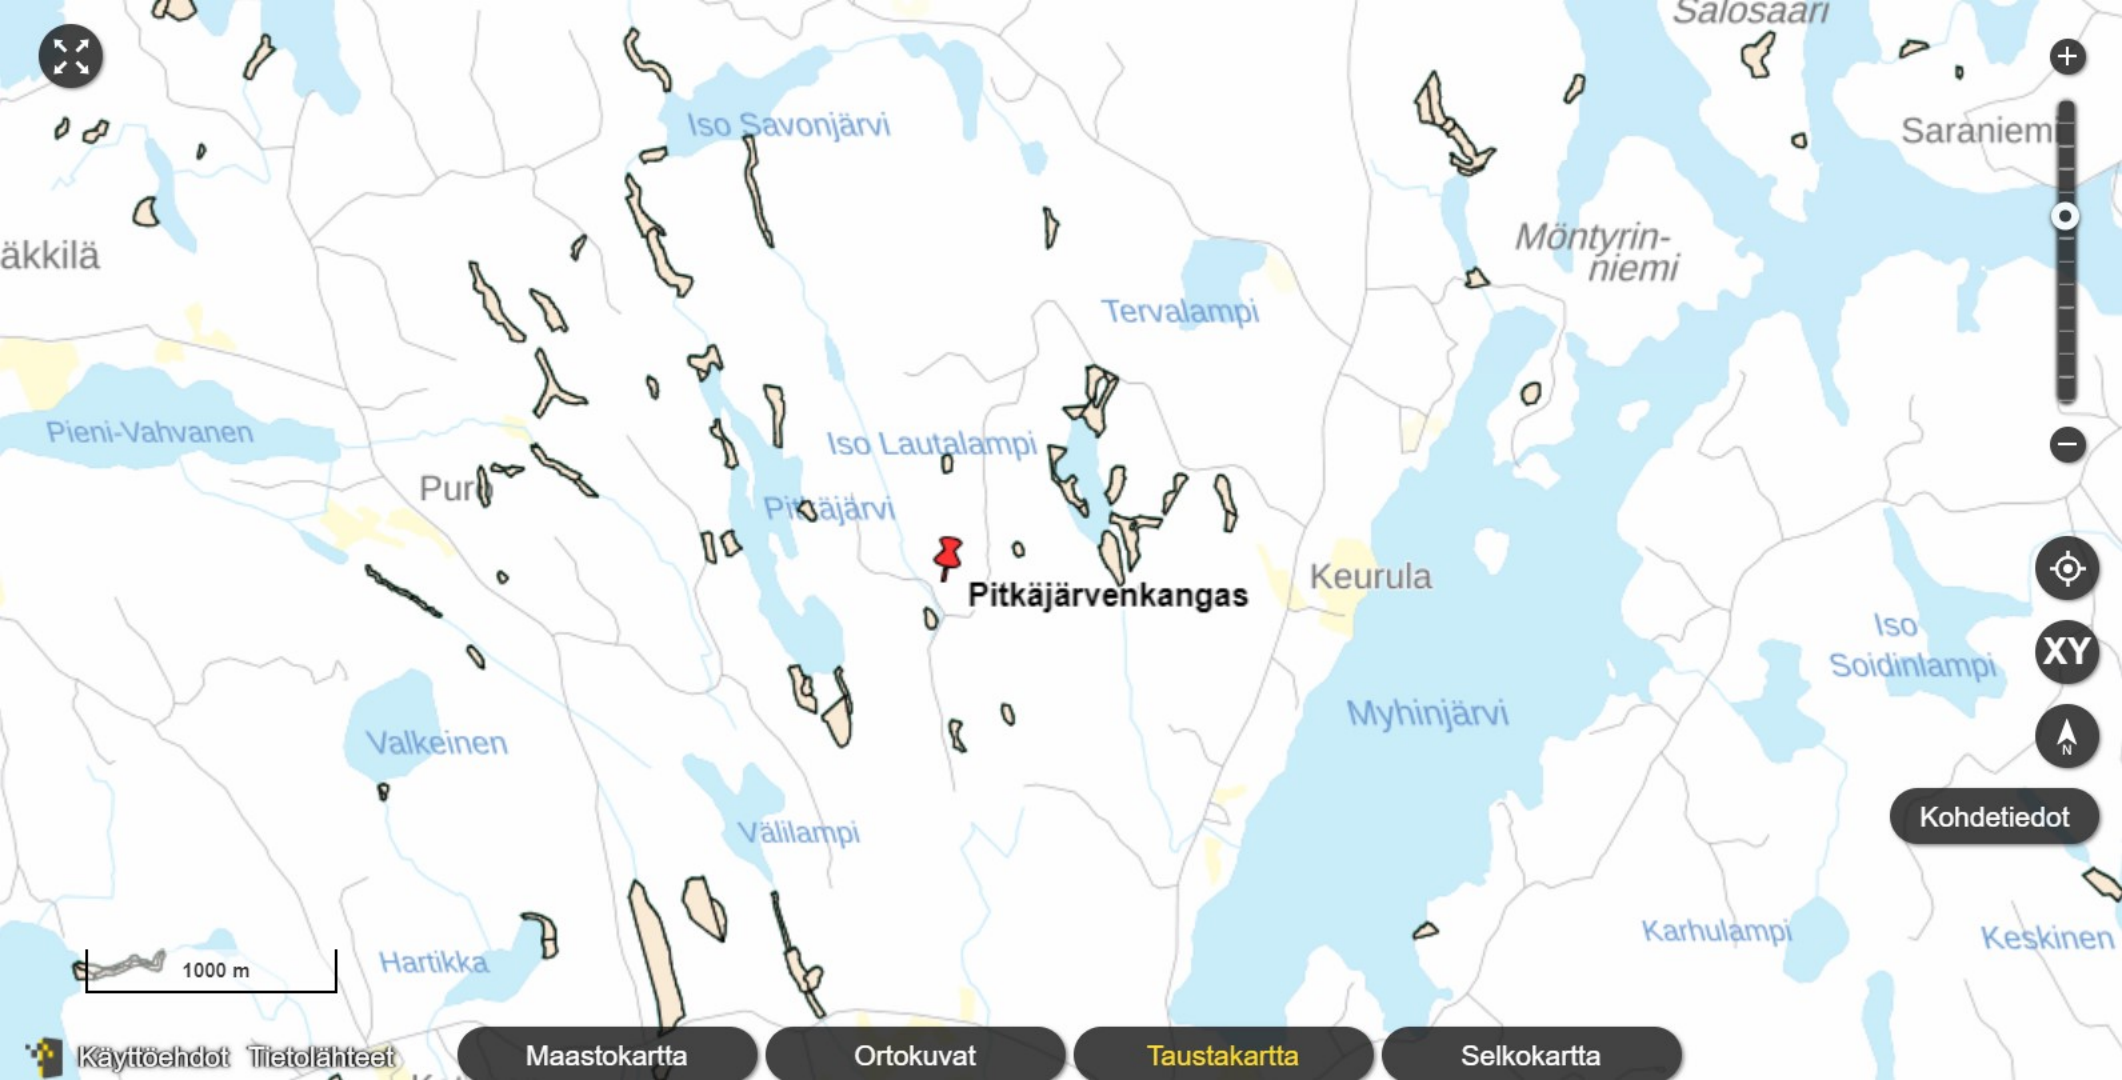 Salosaari
Iso Savonjärvi
Saraniemi
Möntyrin-
niemi
äkkilä
Tervalampi
Pieni-Vahvanen
Iso Lautalampi
Puro
Pitkäjärvi
Keurula
Pitkäjärvenkangas
Iso
Soidinlampi
XY
Myhinjärvi
Valkeinen
N
Kohdetiedot
Välilampi
Karhulampi
Keskinen
Hartikka
1000 m
Käyttöehdot Tietolähteet
Maastokartta
Ortokuvat
Taustakartta
Selkokartta